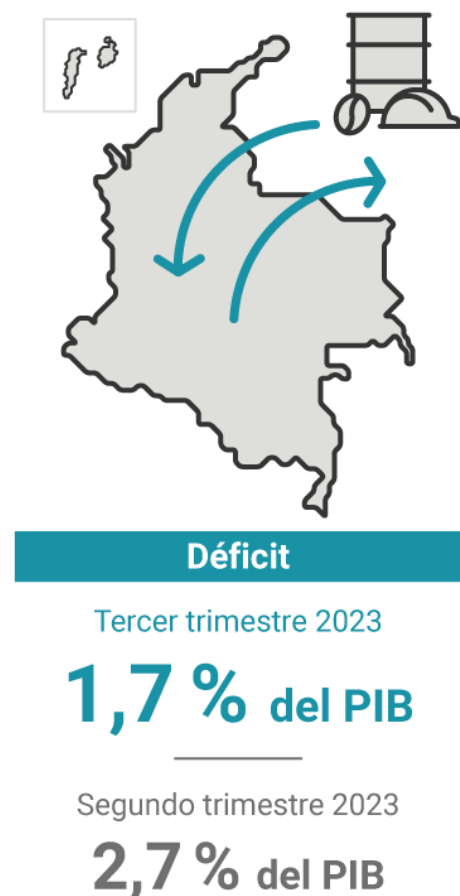 Déficit
Tercer trimestre 2023
1,7 % del PIB
Segundo trimestre 2023
2,7 % del PIB